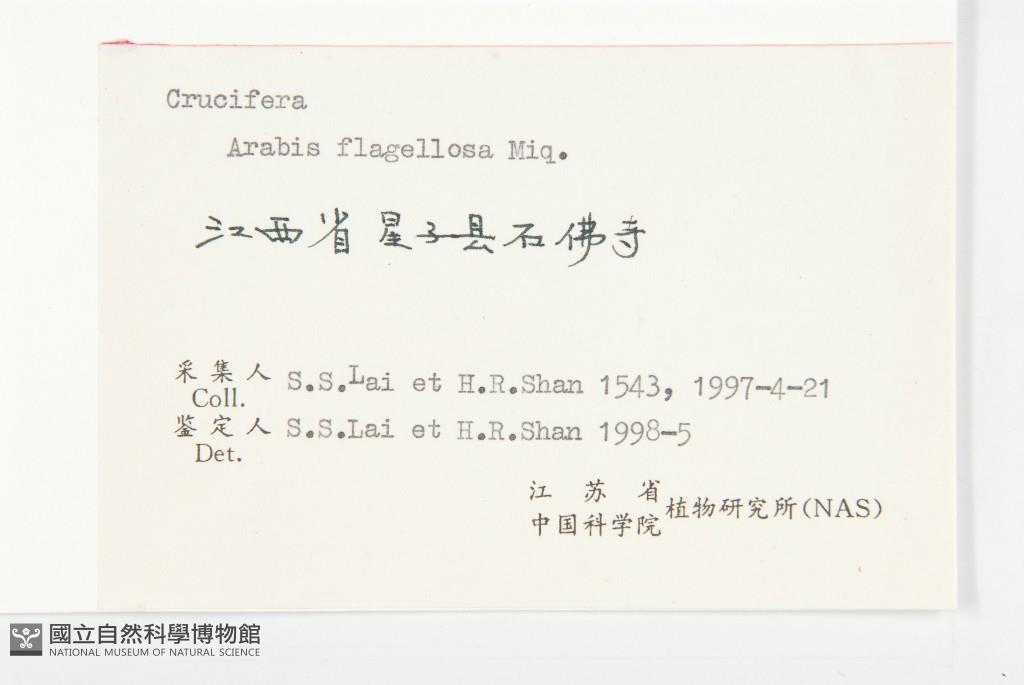 Crucifera
Arabis flagellosa Miq.
江西省星子县石佛寺
采集人 S.S.Lai et H.R.Shan 1543, 1997-4-21
Coll.
鉴定人 S.S.Lai et H.R.Shan 1998-5
Det.
江苏省
中国科学院植物研究所(NAS)
國立自然科學博物館
NATIONAL MUSEUM OF NATURAL SCIENCE